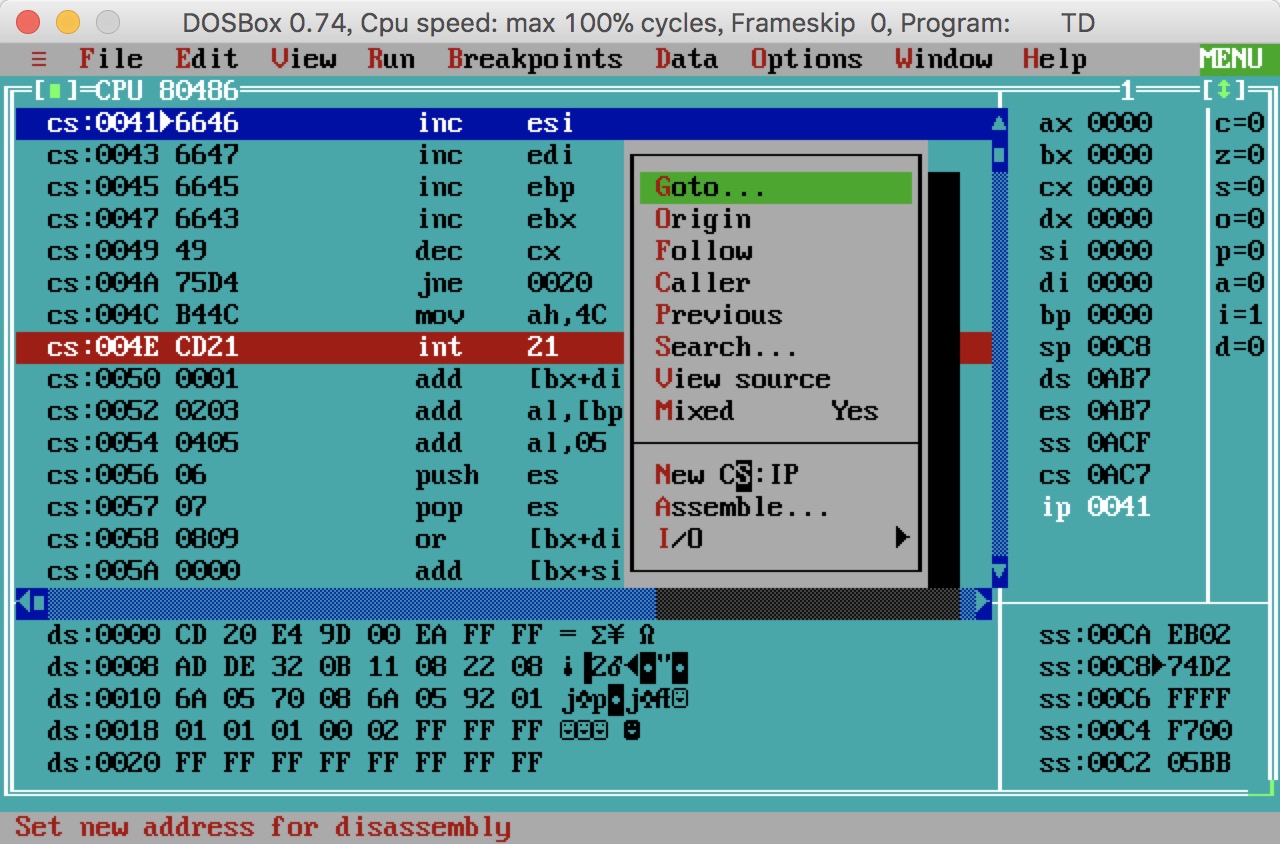 DOSBox 0.74, Cpu speed: max 100% cycles, Frameskip 0, Program: TD
≡ File Edit View Run Breakpoints Data Options Window Help MENU
[■]=CPU 80486 1 [↕]
cs:0041▶6646 inc esi ax 0000 c=0
cs:0043 6647 inc edi bx 0000 z=0
cs:0045 6645 inc ebp Goto... cx 0000 s=0
cs:0047 6643 inc ebx Origin dx 0000 o=0
cs:0049 49 dec cx Follow si 0000 p=0
cs:004A 75D4 jne 0020 Caller di 0000 a=0
cs:004C B44C mov ah,4C Previous bp 0000 i=1
cs:004E CD21 int 21 Search... sp 00C8 d=0
cs:0050 0001 add [bx+di View source ds 0AB7
cs:0052 0203 add al,[bp Mixed Yes es 0AB7
cs:0054 0405 add al,05 ss 0ACF
cs:0056 06 push es New CS:IP cs 0AC7
cs:0057 07 pop es Assemble... ip 0041
cs:0058 0809 or [bx+di I/O ▶
cs:005A 0000 add [bx+si
ds:0000 CD 20 E4 9D 00 EA FF FF = Σ¥ Ω ss:00CA EB02
ds:0008 AD DE 32 0B 11 08 22 08 ¡▐2♂◄◘"◘ ss:00C8▶74D2
ds:0010 6A 05 70 08 6A 05 92 01 j♣p◘j♣Æ☺ ss:00C6 FFFF
ds:0018 01 01 01 00 02 FF FF FF ☺☺☺ ☻ ss:00C4 F700
ds:0020 FF FF FF FF FF FF FF FF ss:00C2 05BB
Set new address for disassembly